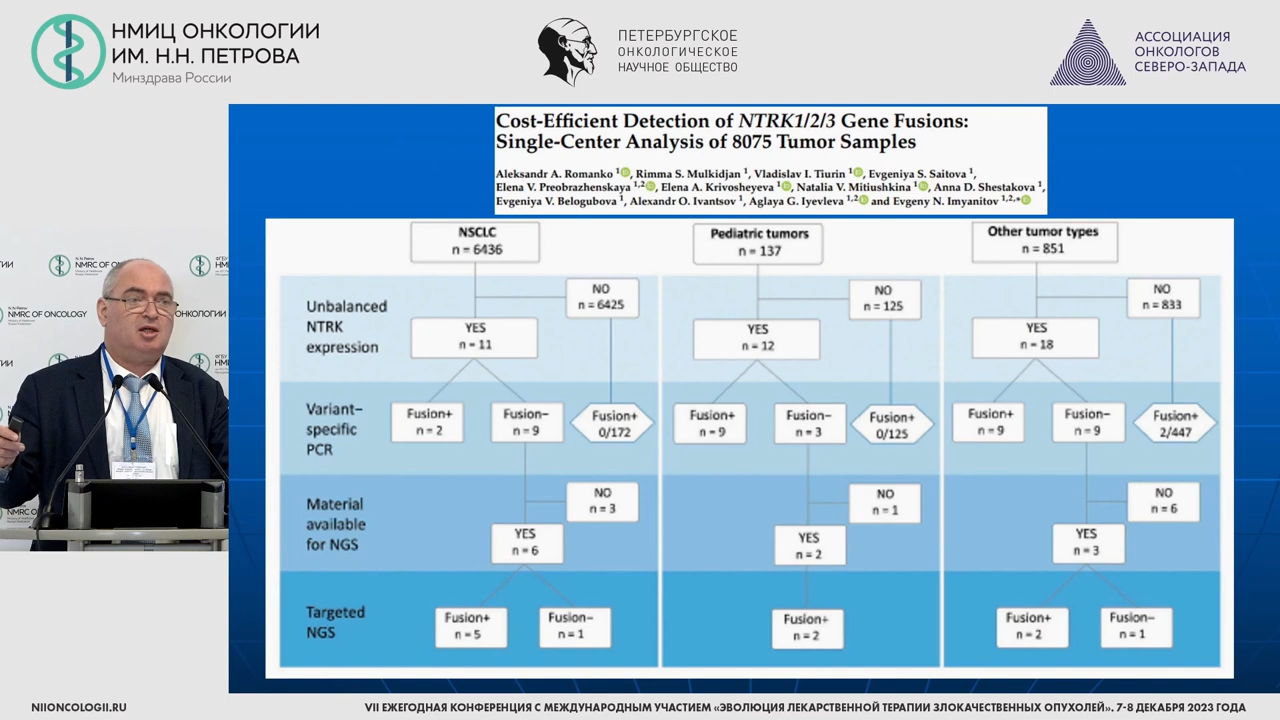 НМИЦ ОНКОЛОГИИ
ИМ. Н.Н. ПЕТРОВА
Минздрава России
ПЕТЕРБУРГСКОЕ
ОНКОЛОГИЧЕСКОЕ
НАУЧНОЕ ОБЩЕСТВО
АССОЦИАЦИЯ
ОНКОЛОГОВ
СЕВЕРО-ЗАПАДА
Cost-Efficient Detection of NTRK1/2/3 Gene Fusions:
Single-Center Analysis of 8075 Tumor Samples
Aleksandr A. Romanko 1, Rimma S. Mulkidjan 1, Vladislav I. Tiurin 1, Evgeniya S. Saitova 1,
Elena V. Preobrazhenskaya 1,2, Elena A. Krivosheyeva 1, Natalia V. Mitiushkina 1, Anna D. Shestakova 1,
Evgeniya V. Belogubova 1, Alexandr O. Ivantsov 1, Aglaya G. Iyevleva 1,2 and Evgeny N. Imyanitov 1,2,*
NSCLC
n = 6436
Pediatric tumors
n = 137
Other tumor types
n = 851
Unbalanced
NTRK
expression
NO
n = 6425
YES
n = 11
NO
n = 125
YES
n = 12
NO
n = 833
YES
n = 18
Variant–
specific
PCR
Fusion+
n = 2
Fusion–
n = 9
Fusion+
0/172
Fusion+
n = 9
Fusion–
n = 3
Fusion+
0/125
Fusion+
n = 9
Fusion–
n = 9
Fusion+
2/447
Material
available
for NGS
NO
n = 3
YES
n = 6
NO
n = 1
YES
n = 2
NO
n = 6
YES
n = 3
Targeted
NGS
Fusion+
n = 5
Fusion–
n = 1
Fusion+
n = 2
Fusion+
n = 2
Fusion–
n = 1
NMRC OF ONCOLOGY
NMRC OF ONCOLOGY
ОНКОЛОГИИ
NIIONCOLOGII.RU
VII ЕЖЕГОДНАЯ КОНФЕРЕНЦИЯ С МЕЖДУНАРОДНЫМ УЧАСТИЕМ «ЭВОЛЮЦИЯ ЛЕКАРСТВЕННОЙ ТЕРАПИИ ЗЛОКАЧЕСТВЕННЫХ ОПУХОЛЕЙ». 7-8 ДЕКАБРЯ 2023 ГОДА